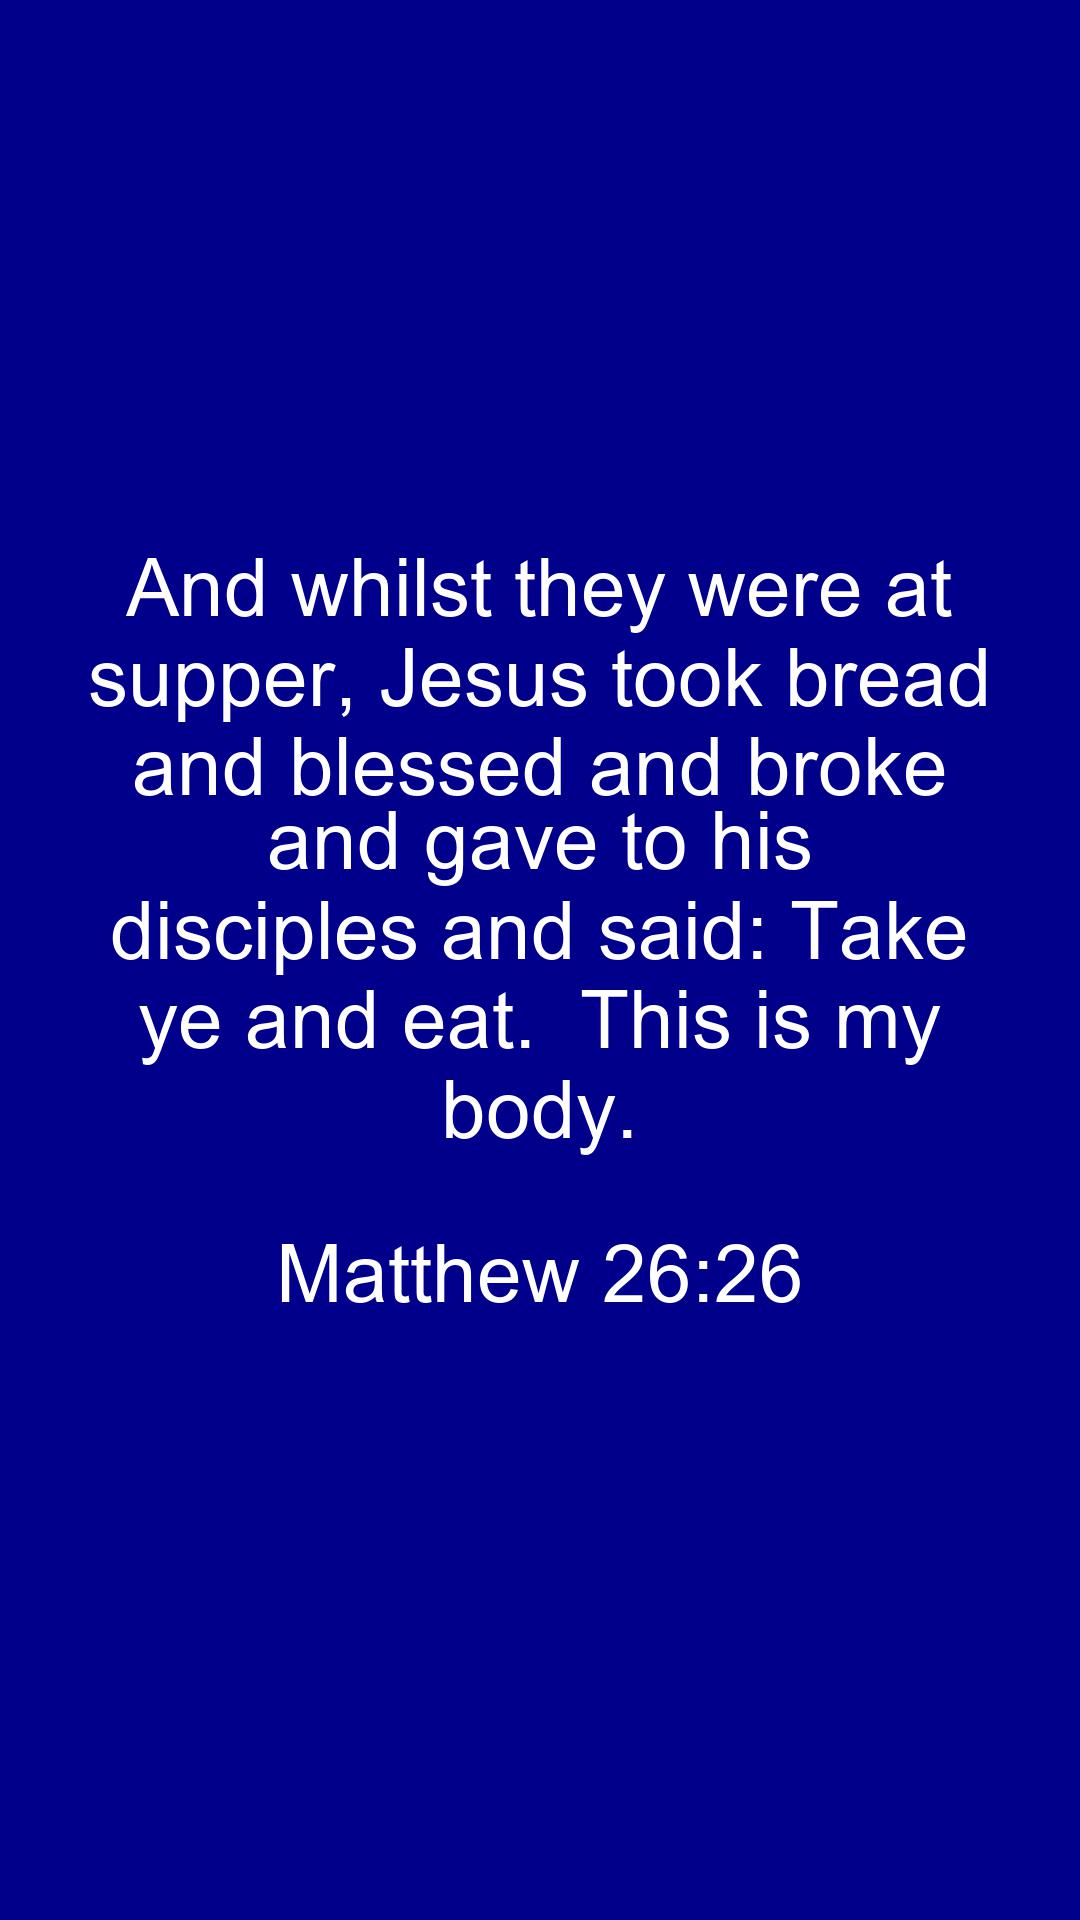 And whilst they were at
supper, Jesus took bread
and blessed and broke
and gave to his
disciples and said: Take
ye and eat.  This is my
body.
Matthew 26:26